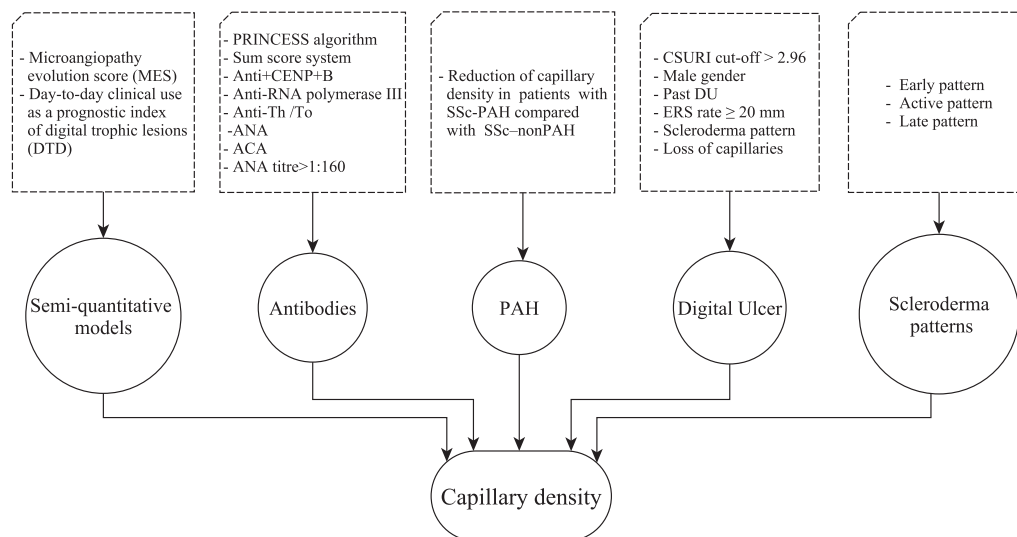 - Microangiopathy
evolution score (MES)
- Day-to-day clinical use
as a prognostic index
of digital trophic lesions
(DTD)
- PRINCESS algorithm
- Sum score system
- Anti+CENP+B
- Anti-RNA polymerase III
- Anti-Th /To
-ANA
- ACA
- ANA titre>1:160
- Reduction of capillary
density in patients with
SSc-PAH compared
with SSc–nonPAH
- CSURI cut-off > 2.96
- Male gender
- Past DU
- ERS rate ≥ 20 mm
- Scleroderma pattern
- Loss of capillaries
- Early pattern
- Active pattern
- Late pattern
Semi-quantitative
models
Antibodies
PAH
Digital Ulcer
Scleroderma
patterns
Capillary density